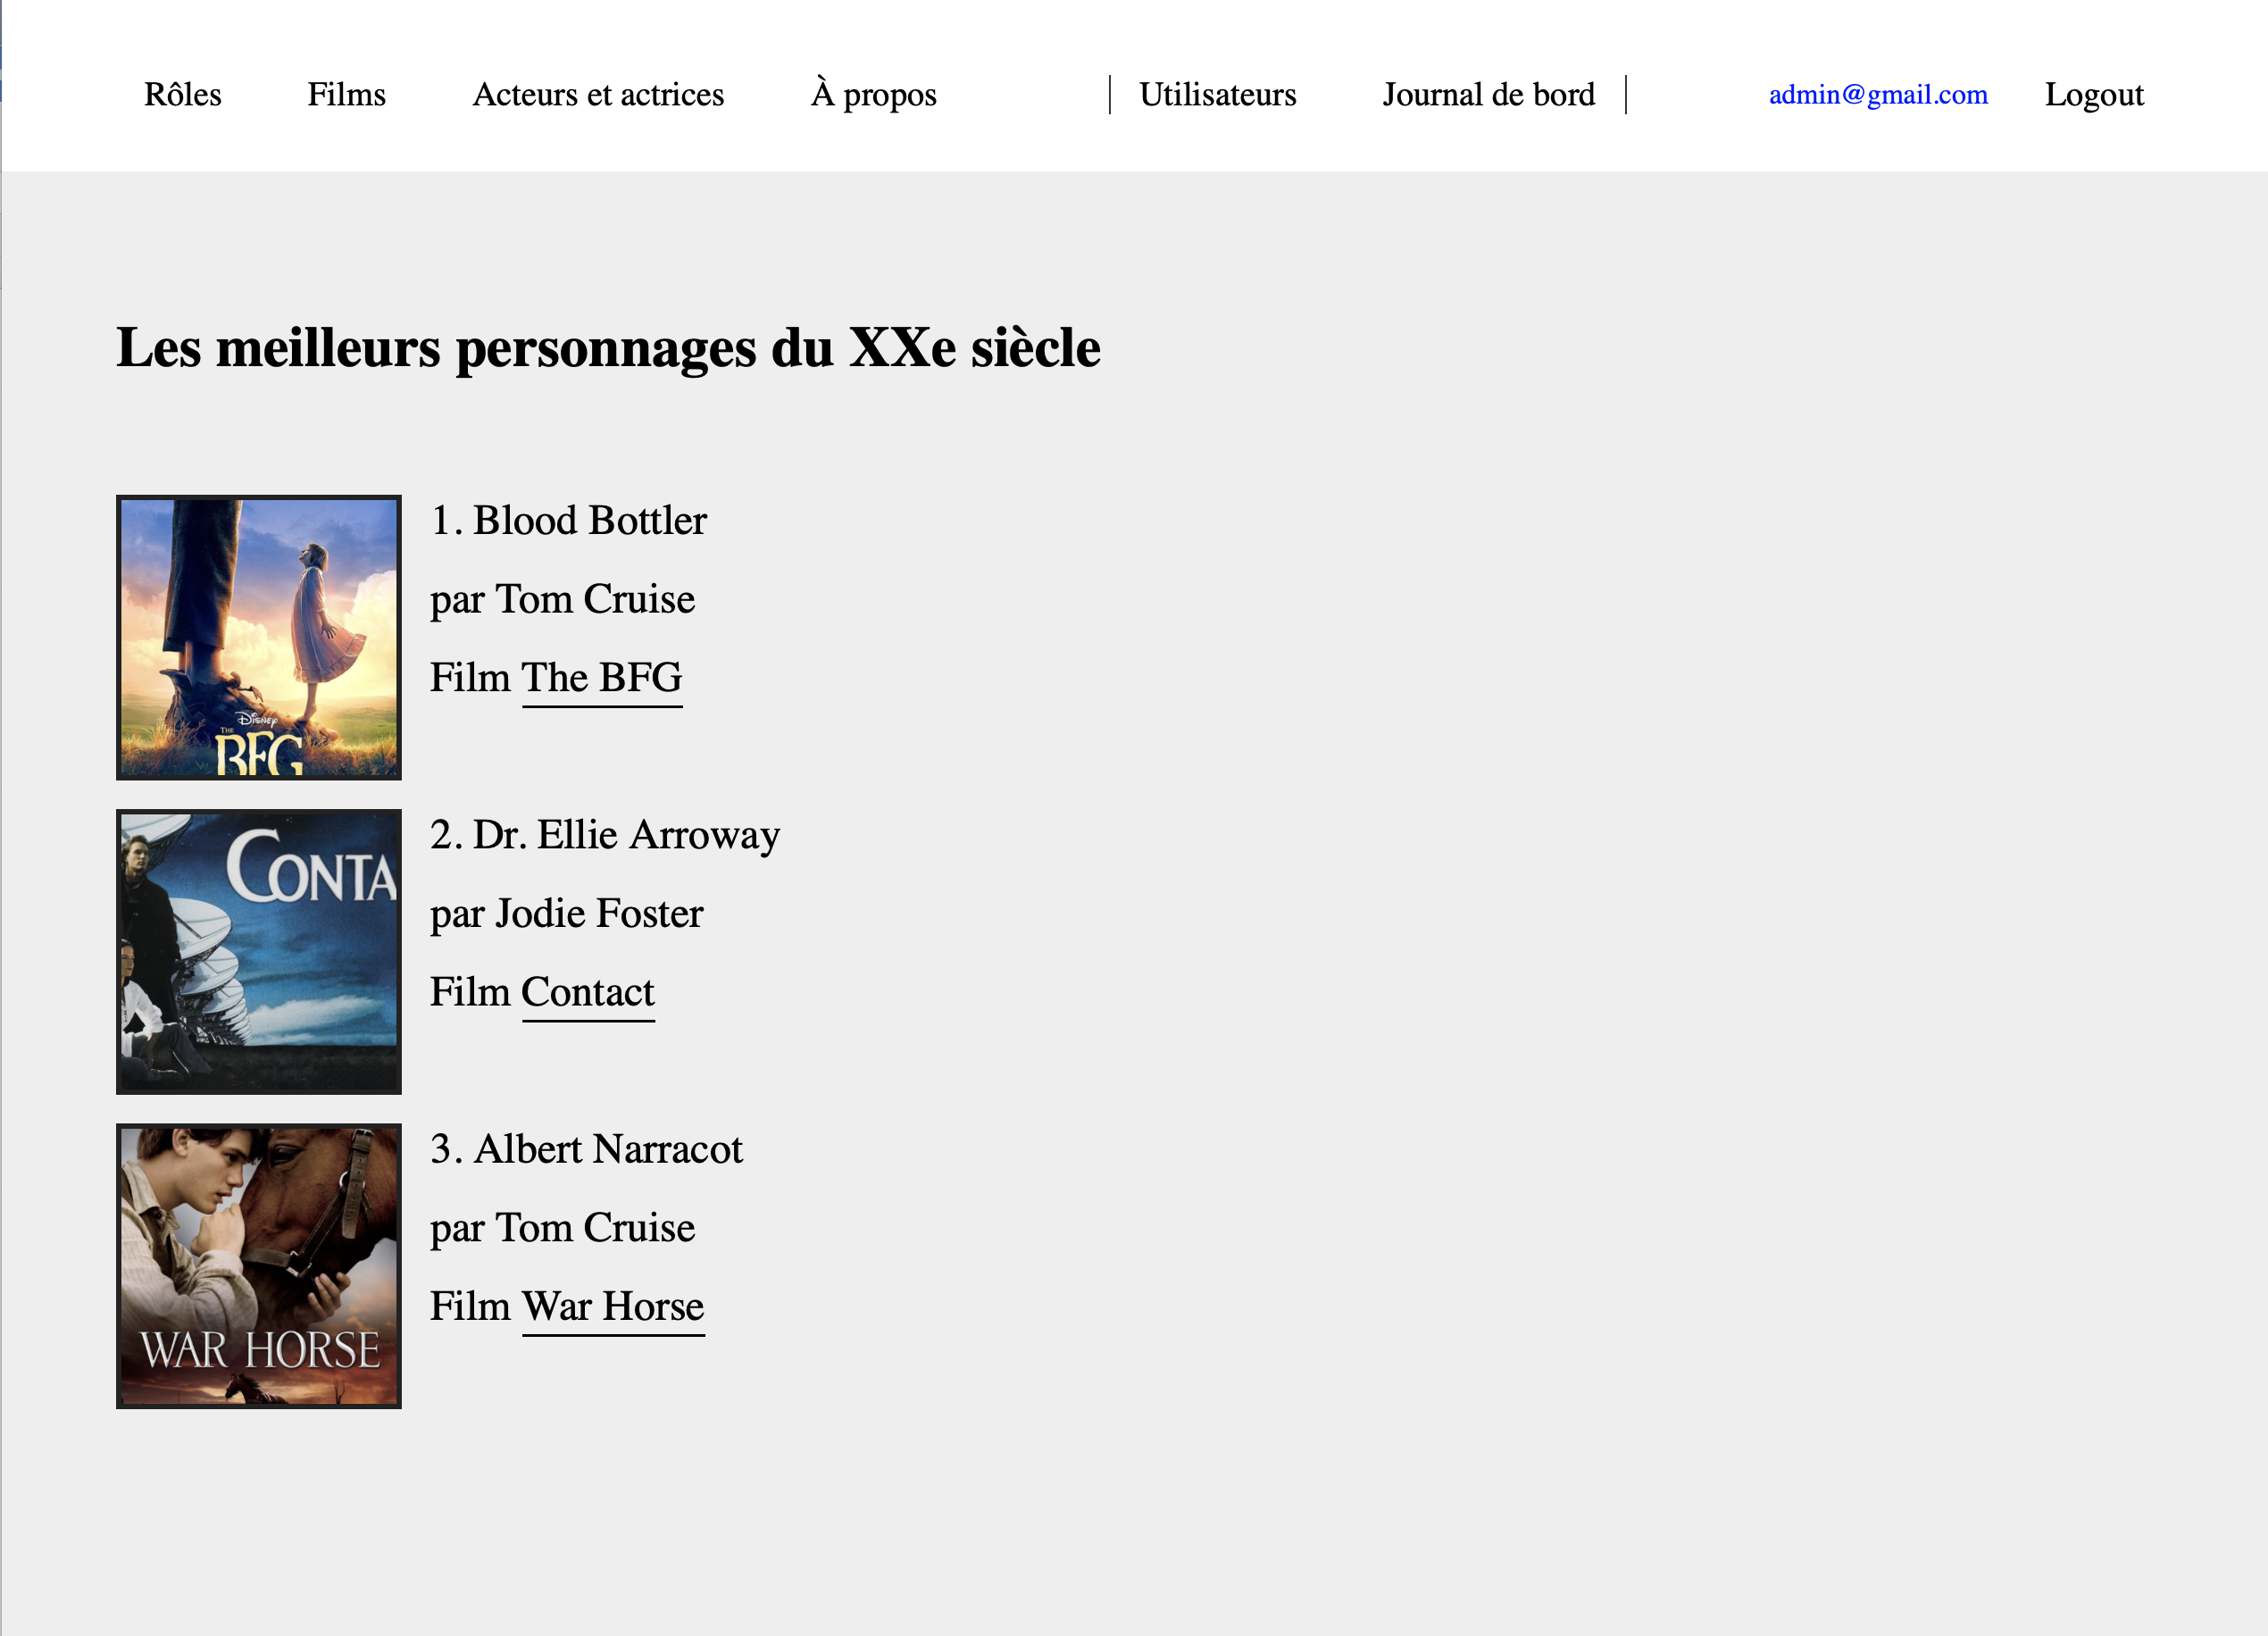 Rôles Films Acteurs et actrices À propos Utilisateurs Journal de bord admin@gmail.com Logout
Les meilleurs personnages du XXe siècle
1. Blood Bottler
par Tom Cruise
Film The BFG
DISNEY
THE
BFG
2. Dr. Ellie Arroway
par Jodie Foster
Film Contact
CONTA
3. Albert Narracot
par Tom Cruise
Film War Horse
WAR HORSE